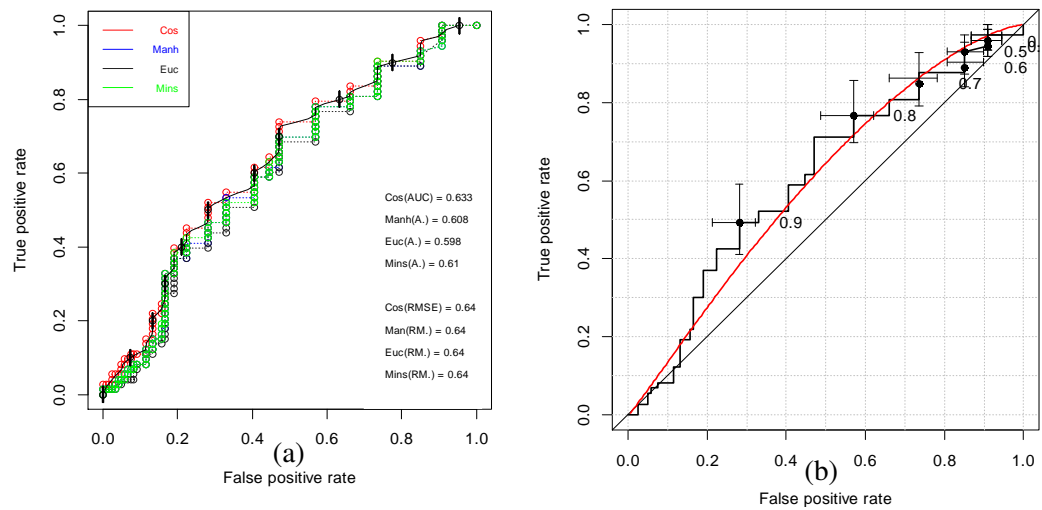 Cos
Manh
Euc
Mins
Cos(AUC) = 0.633
Manh(A.) = 0.608
Euc(A.) = 0.598
Mins(A.) = 0.61
Cos(RMSE) = 0.64
Man(RM.) = 0.64
Euc(RM.) = 0.64
Mins(RM.) = 0.64
True positive rate
0.0
0.2
0.4
0.6
0.8
1.0
0.0 0.2 0.4 0.6 0.8 1.0
False positive rate
(a)
True positive rate
0.0
0.2
0.4
0.6
0.8
1.0
0.5
0.6
0.7
0.8
0.9
0.0 0.2 0.4 0.6 0.8 1.0
False positive rate
(b)